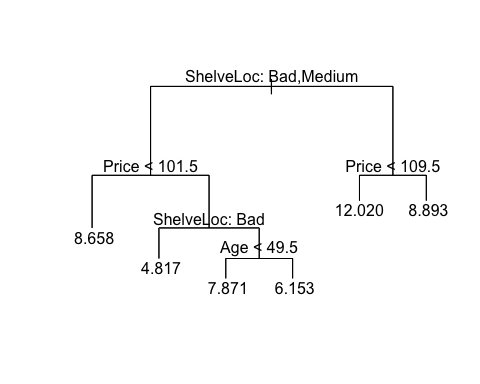 ShelveLoc: Bad,Medium
Price < 101.5
Price < 109.5
12.020
8.893
ShelveLoc: Bad
8.658
Age < 49.5
4.817
7.871
6.153